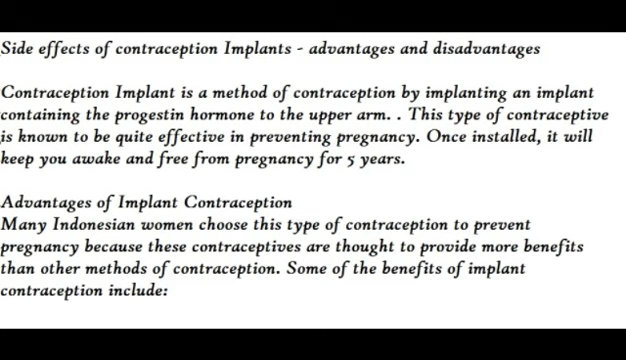 Side effects of contraception Implants - advantages and disadvantages
Contraception Implant is a method of contraception by implanting an implant
containing the progestin hormone to the upper arm. . This type of contraceptive
is known to be quite effective in preventing pregnancy. Once installed, it will
keep you awake and free from pregnancy for 5 years.
Advantages of Implant Contraception
Many Indonesian women choose this type of contraception to prevent
pregnancy because these contraceptives are thought to provide more benefits
than other methods of contraception. Some of the benefits of implant
contraception include: